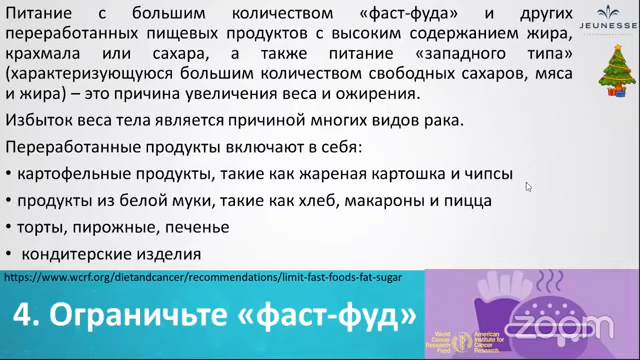 Питание с большим количеством «фаст-фуда» и других
переработанных пищевых продуктов с высоким содержанием жира,
крахмала или сахара, а также питание «западного типа»
(характеризующуюся большим количеством свободных сахаров, мяса
и жира) – это причина увеличения веса и ожирения.
Избыток веса тела является причиной многих видов рака.
Переработанные продукты включают в себя:
• картофельные продукты, такие как жареная картошка и чипсы
• продукты из белой муки, такие как хлеб, макароны и пицца
• торты, пирожные, печенье
• кондитерские изделия
JEUNESSE
https://www.wcrf.org/dietandcancer/recommendations/limit-fast-foods-fat-sugar
4. Ограничьте «фаст-фуд»
World
Cancer
Research
Fund
American
Institute for
Cancer
Research
zoom